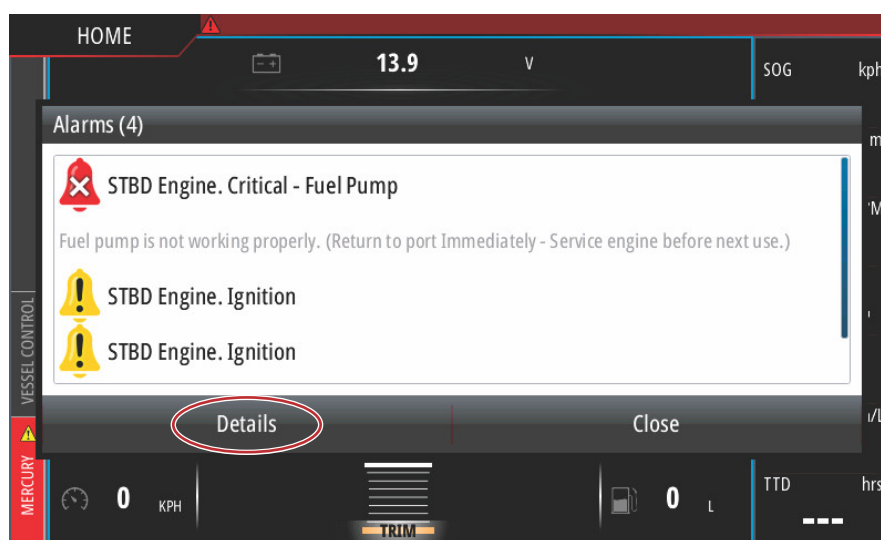 HOME
13.9 V
SOG kph
Alarms (4)
m
STBD Engine. Critical - Fuel Pump
'M
Fuel pump is not working properly. (Return to port Immediately - Service engine before next use.)
STBD Engine. Ignition
STBD Engine. Ignition
VESSEL CONTROL
Details
Close
/L
MERCURY
0 KPH
TRIM
0 L
TTD hrs
---